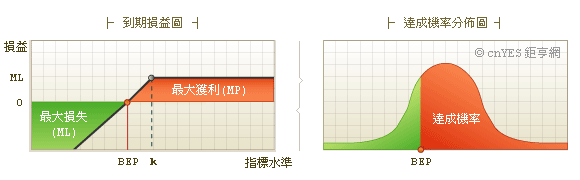 ├ 到期損益圖 ┤
損益
ML
0
最大獲利(MP)
最大損失
(ML)
BEP
k
指標水準
├ 達成機率分佈圖 ┤
© cnYES 鉅亨網
達成機率
BEP